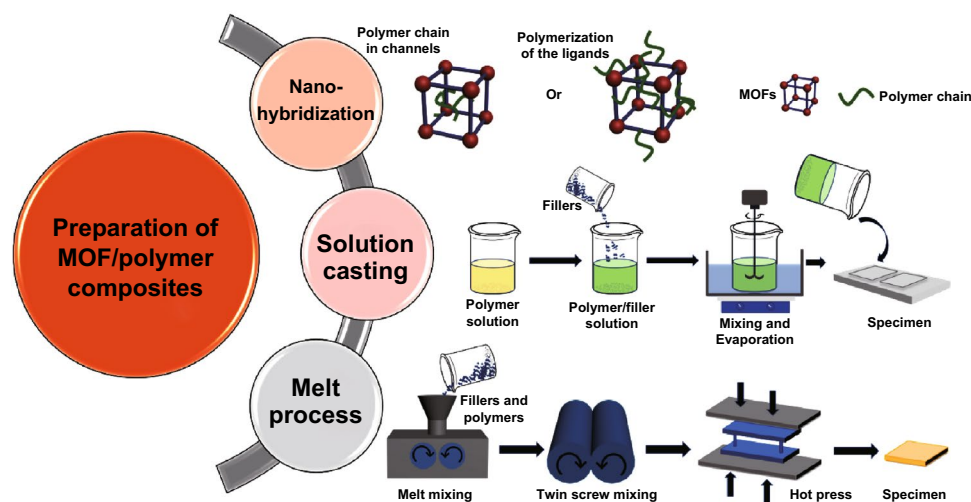 Preparation of
MOF/polymer
composites
Nano-
hybridization
Polymer chain
in channels
Or
Polymerization
of the ligands
MOFs
Polymer chain
Solution
casting
Fillers
Polymer
solution
Polymer/filler
solution
Mixing and
Evaporation
Specimen
Melt
process
Fillers and
polymers
Melt mixing
Twin screw mixing
Hot press
Specimen